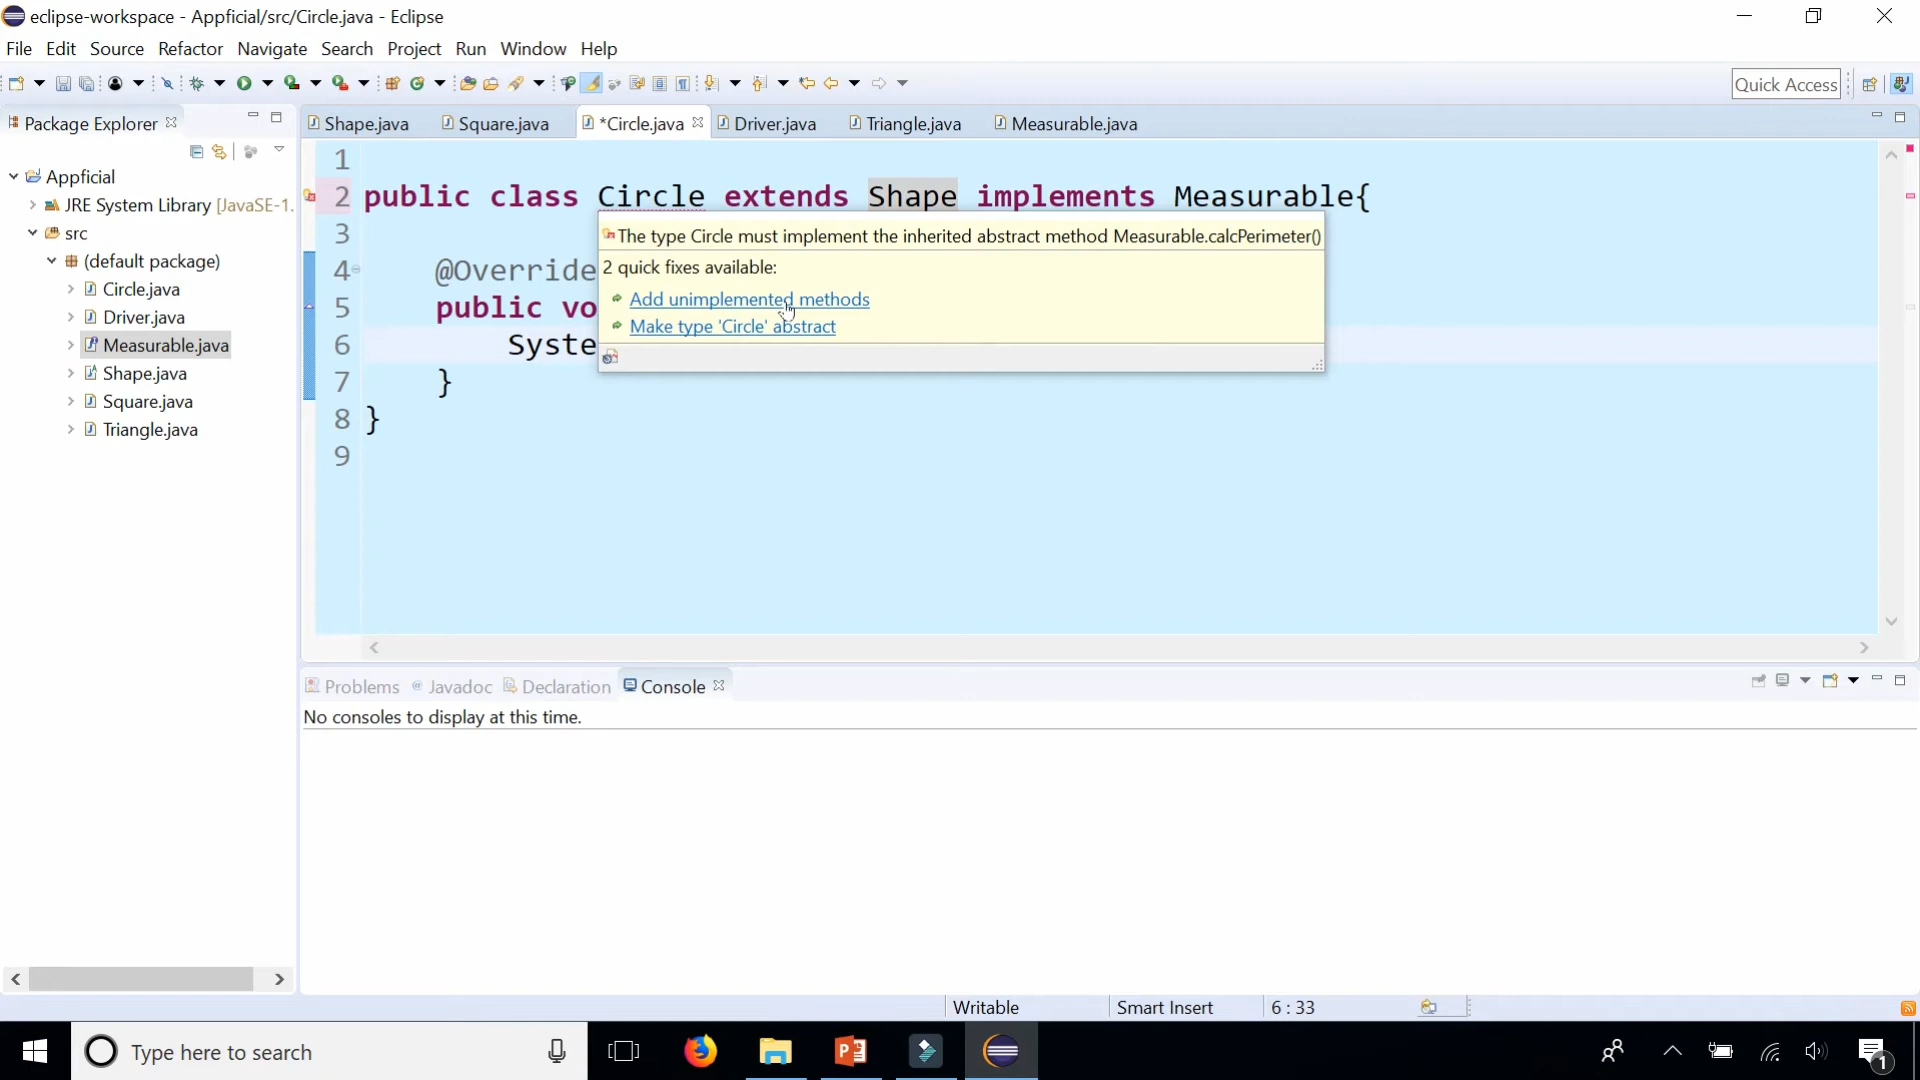 eclipse-workspace - Appficial/src/Circle.java - Eclipse
File Edit Source Refactor Navigate Search Project Run Window Help
Quick Access
Package Explorer
Shape.java Square.java *Circle.java Driver.java Triangle.java Measurable.java
Appficial
JRE System Library [JavaSE-1.
src
(default package)
Circle.java
Driver.java
Measurable.java
Shape.java
Square.java
Triangle.java
1
2 public class Circle extends Shape implements Measurable{
3
4 @Override
5 public vo
6 Syste
7 }
8 }
9
The type Circle must implement the inherited abstract method Measurable.calcPerimeter()
2 quick fixes available:
Add unimplemented methods
Make type 'Circle' abstract
Problems @ Javadoc Declaration Console
No consoles to display at this time.
Writable Smart Insert 6 : 33
Type here to search
1